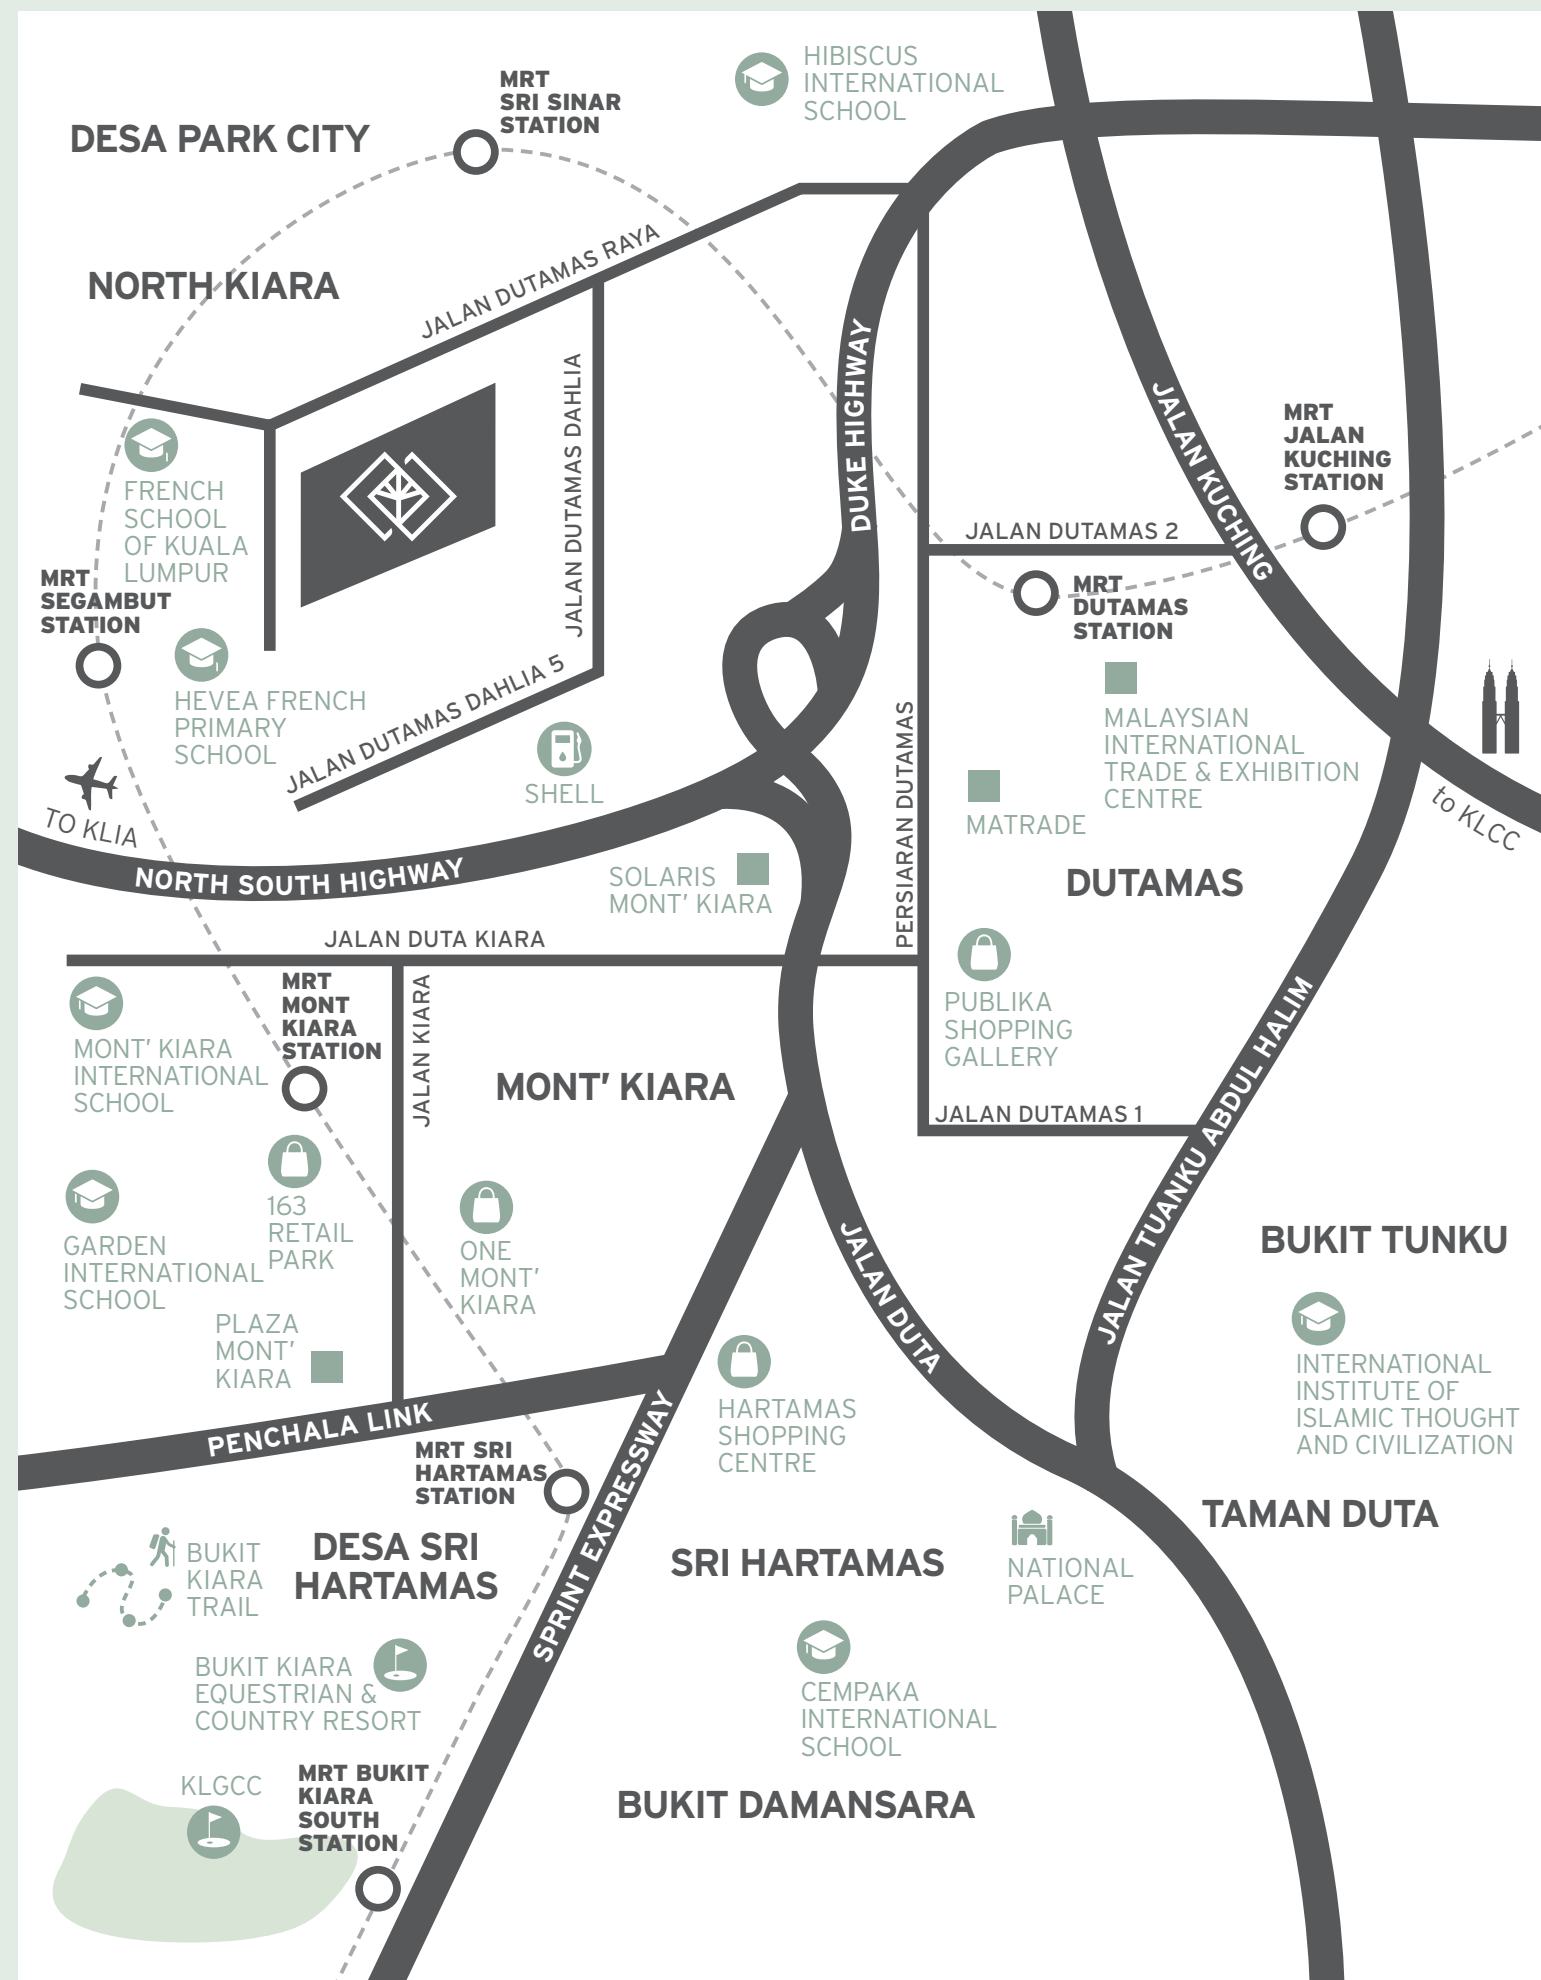 HIBISCUS
INTERNATIONAL
SCHOOL
MRT
SRI SINAR
STATION
DESA PARK CITY
NORTH KIARA
JALAN DUTAMAS RAYA
JALAN DUTAMAS DAHLIA
DUKE HIGHWAY
JALAN KUCHING
MRT
JALAN
KUCHING
STATION
FRENCH
SCHOOL
OF KUALA
LUMPUR
JALAN DUTAMAS 2
MRT
SEGAMBUT
STATION
MRT
DUTAMAS
STATION
HEVEA FRENCH
PRIMARY
SCHOOL
JALAN DUTAMAS DAHLIA 5
SHELL
PERSIARAN DUTAMAS
MALAYSIAN
INTERNATIONAL
TRADE & EXHIBITION
CENTRE
MATRADE
to KLCC
TO KLIA
NORTH SOUTH HIGHWAY
SOLARIS
MONT' KIARA
DUTAMAS
JALAN DUTA KIARA
MRT
MONT
KIARA
STATION
JALAN KIARA
PUBLIKA
SHOPPING
GALLERY
MONT' KIARA
INTERNATIONAL
SCHOOL
MONT' KIARA
JALAN DUTAMAS 1
JALAN TUANKU ABDUL HALIM
163
RETAIL
PARK
GARDEN
INTERNATIONAL
SCHOOL
ONE
MONT'
KIARA
JALAN DUTA
BUKIT TUNKU
PLAZA
MONT'
KIARA
INTERNATIONAL
INSTITUTE OF
ISLAMIC THOUGHT
AND CIVILIZATION
PENCHALA LINK
HARTAMAS
SHOPPING
CENTRE
MRT SRI
HARTAMAS
STATION
SPRINT EXPRESSWAY
TAMAN DUTA
BUKIT
KIARA
TRAIL
DESA SRI
HARTAMAS
SRI HARTAMAS
NATIONAL
PALACE
BUKIT KIARA
EQUESTRIAN &
COUNTRY RESORT
CEMPAKA
INTERNATIONAL
SCHOOL
KLGCC
MRT BUKIT
KIARA
SOUTH
STATION
BUKIT DAMANSARA